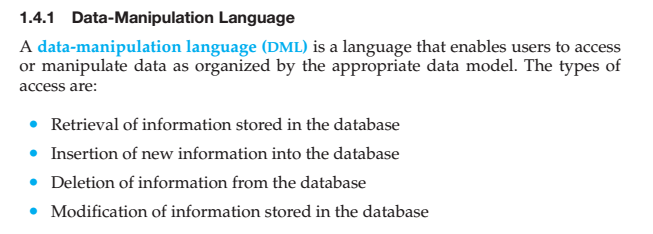 1.4.1 Data-Manipulation Language
A data-manipulation language (DML) is a language that enables users to access
or manipulate data as organized by the appropriate data model. The types of
access are:
• Retrieval of information stored in the database
• Insertion of new information into the database
• Deletion of information from the database
• Modification of information stored in the database